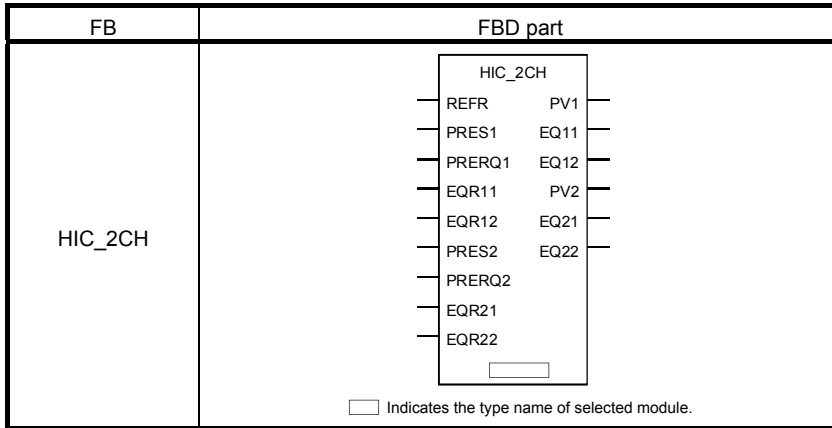 FB FBD part
HIC_2CH
HIC_2CH
REFR PV1
PRES1 EQ11
PRERQ1 EQ12
EQR11 PV2
EQR12 EQ21
PRES2 EQ22
PRERQ2
EQR21
EQR22
Indicates the type name of selected module.